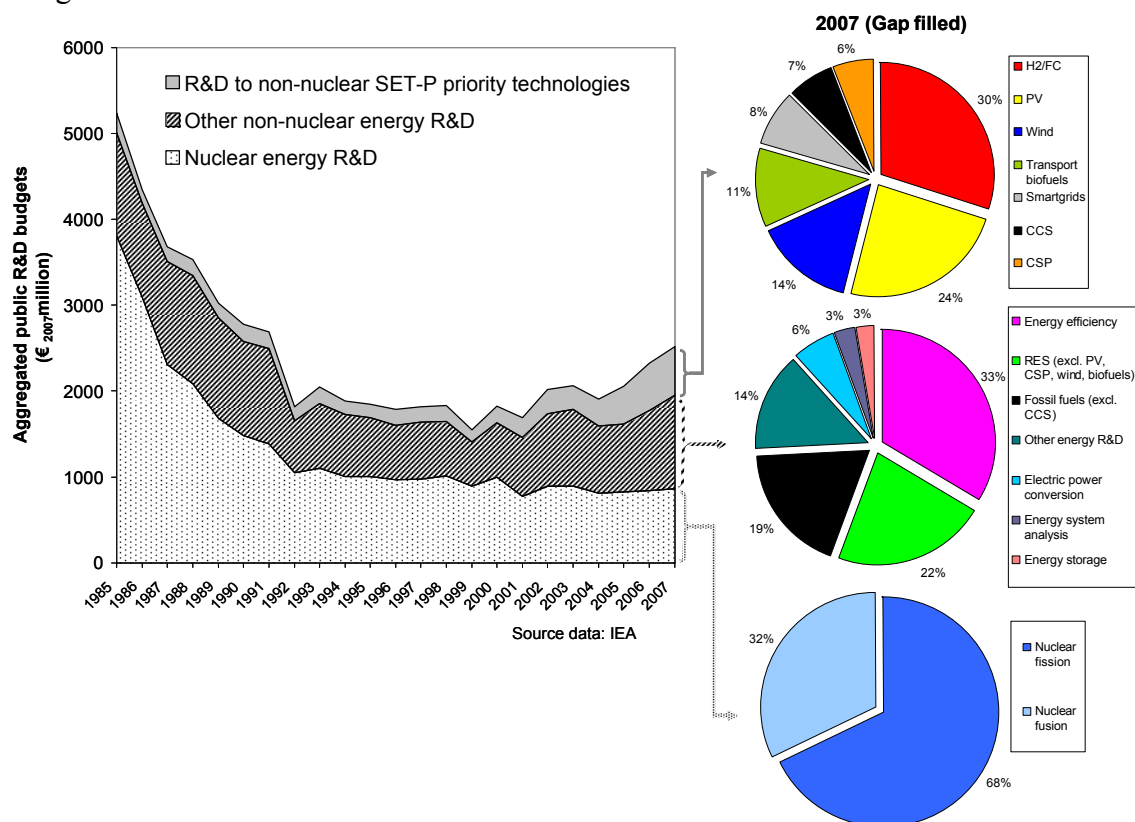 2007 (Gap filled)
6000
5000
4000
3000
2000
1000
0
Aggregated public R&D budgets
(€ 2007million)
R&D to non-nuclear SET-P priority technologies
Other non-nuclear energy R&D
Nuclear energy R&D
1985
1986
1987
1988
1989
1990
1991
1992
1993
1994
1995
1996
1997
1998
1999
2000
2001
2002
2003
2004
2005
2006
2007
Source data: IEA
6%
7%
8%
11%
14%
24%
30%
H2/FC
PV
Wind
Transport
biofuels
Smartgrids
CCS
CSP
3%
3%
6%
14%
19%
22%
33%
Energy efficiency
RES (excl. PV,
CSP, wind, biofuels)
Fossil fuels (excl.
CCS)
Other energy R&D
Electric power
conversion
Energy system
analysis
Energy storage
32%
68%
Nuclear
fission
Nuclear
fusion